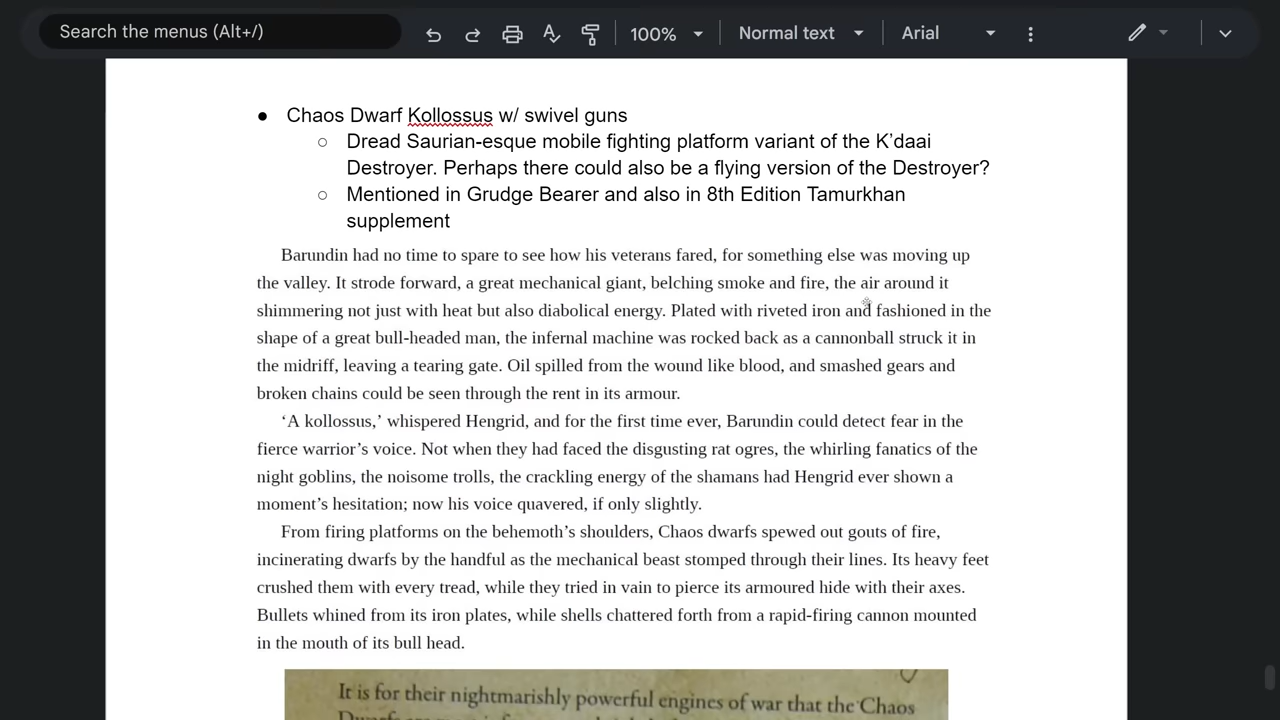 Search the menus (Alt+/)
100%
Normal text
Arial
● Chaos Dwarf Kollossus w/ swivel guns
○ Dread Saurian-esque mobile fighting platform variant of the K’daai
Destroyer. Perhaps there could also be a flying version of the Destroyer?
○ Mentioned in Grudge Bearer and also in 8th Edition Tamurkhan
supplement
Barundin had no time to spare to see how his veterans fared, for something else was moving up
the valley. It strode forward, a great mechanical giant, belching smoke and fire, the air around it
shimmering not just with heat but also diabolical energy. Plated with riveted iron and fashioned in the
shape of a great bull-headed man, the infernal machine was rocked back as a cannonball struck it in
the midriff, leaving a tearing gate. Oil spilled from the wound like blood, and smashed gears and
broken chains could be seen through the rent in its armour.
‘A kollossus,’ whispered Hengrid, and for the first time ever, Barundin could detect fear in the
fierce warrior’s voice. Not when they had faced the disgusting rat ogres, the whirling fanatics of the
night goblins, the noisome trolls, the crackling energy of the shamans had Hengrid ever shown a
moment’s hesitation; now his voice quavered, if only slightly.
From firing platforms on the behemoth’s shoulders, Chaos dwarfs spewed out gouts of fire,
incinerating dwarfs by the handful as the mechanical beast stomped through their lines. Its heavy feet
crushed them with every tread, while they tried in vain to pierce its armoured hide with their axes.
Bullets whined from its iron plates, while shells chattered forth from a rapid-firing cannon mounted
in the mouth of its bull head.
It is for their nightmarishly powerful engines of war that the Chaos